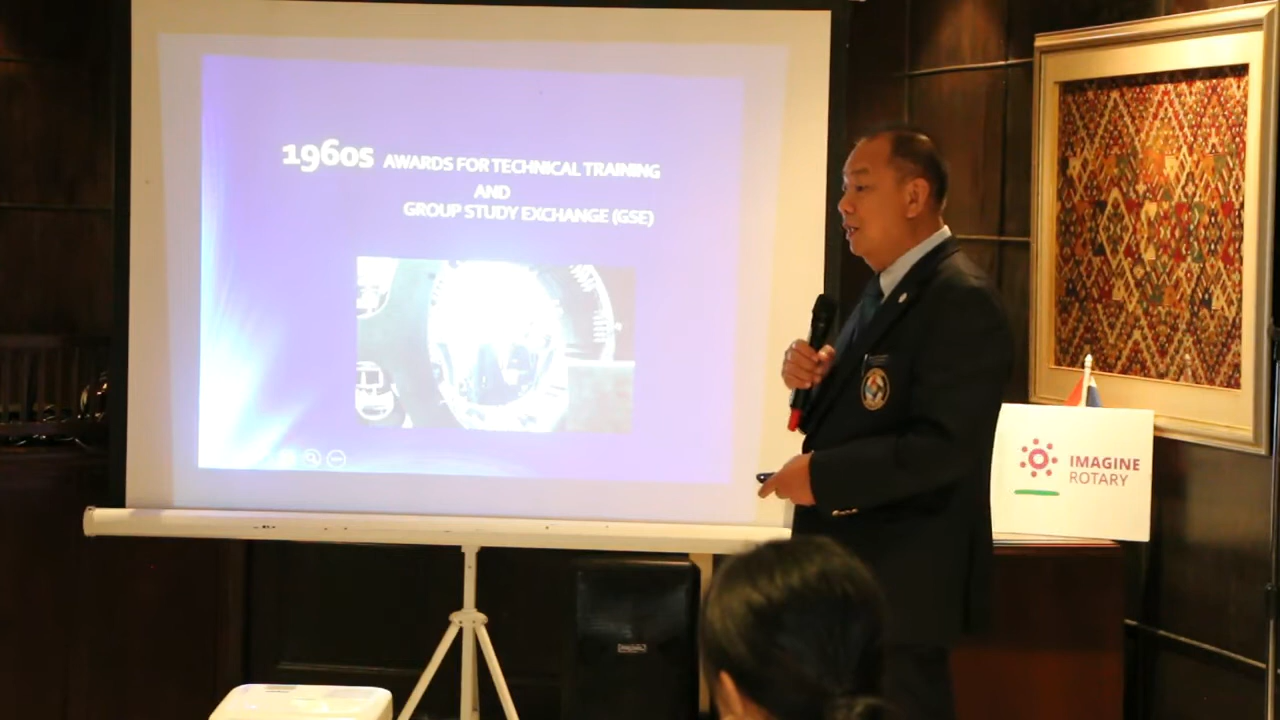 1960s AWARDS FOR TECHNICAL TRAINING
AND
GROUP STUDY EXCHANGE (GSE)
IMAGINE
ROTARY